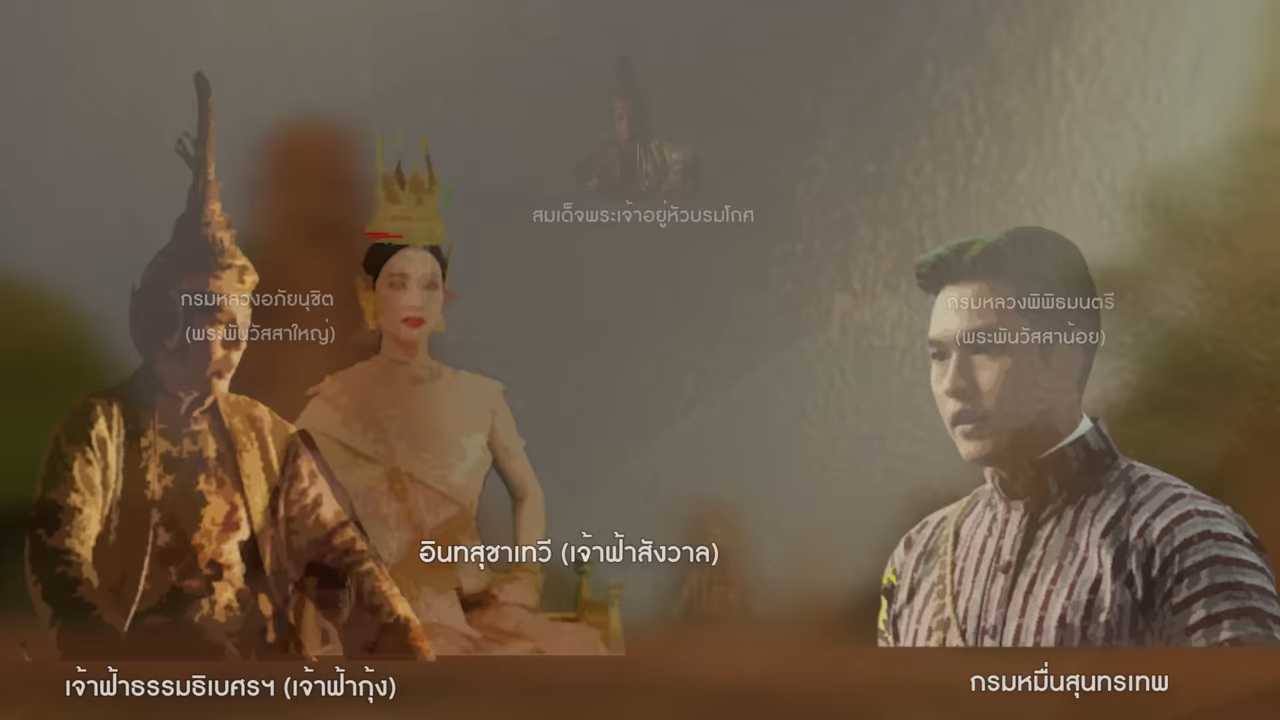 สมเด็จพระเจ้าอยู่หัวบรมโกศ
กรมหลวงอภัยนุชิต
(พระพันวัสสาใหญ่)
กรมหลวงพิพิธมนตรี
(พระพันวัสสาน้อย)
อินทสุชาเทวี (เจ้าฟ้าสังวาล)
เจ้าฟ้าธรรมธิเบศรฯ (เจ้าฟ้ากุ้ง)
กรมหมื่นสุนทรเทพ